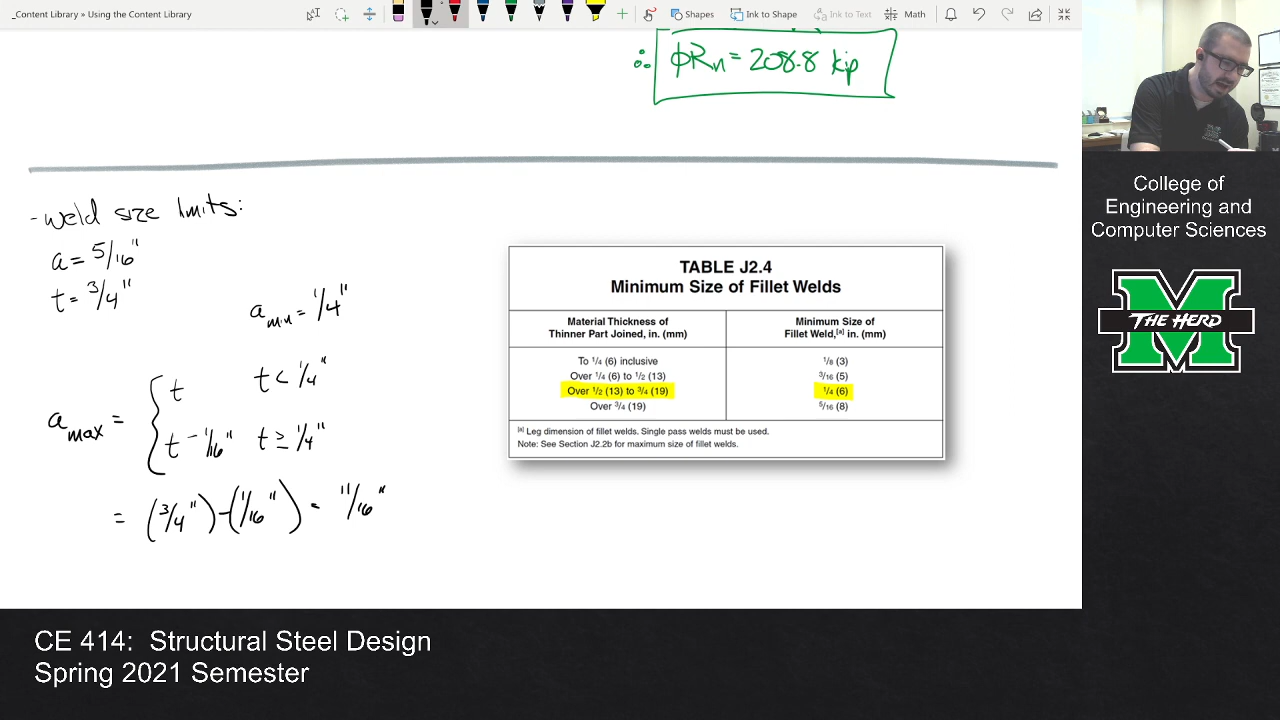 _Content Library » Using the Content Library
Shapes
Ink to Shape
Ink to Text
Math
∴ ϕRn = 208.8 kip
- weld size limits:
a = 5/16"
t = 3/4"
a min = 1/4"
a max = { t t < 1/4"
t - 1/16" t ≥ 1/4"
= (3/4") - (1/16") = 11/16"
TABLE J2.4
Minimum Size of Fillet Welds
Material Thickness of Thinner Part Joined, in. (mm)
Minimum Size of Fillet Weld,[a] in. (mm)
To 1/4 (6) inclusive 1/8 (3)
Over 1/4 (6) to 1/2 (13) 3/16 (5)
Over 1/2 (13) to 3/4 (19) 1/4 (6)
Over 3/4 (19) 5/16 (8)
[a] Leg dimension of fillet welds. Single pass welds must be used.
Note: See Section J2.2b for maximum size of fillet welds.
College of
Engineering and
Computer Sciences
THE HERD
CE 414: Structural Steel Design
Spring 2021 Semester